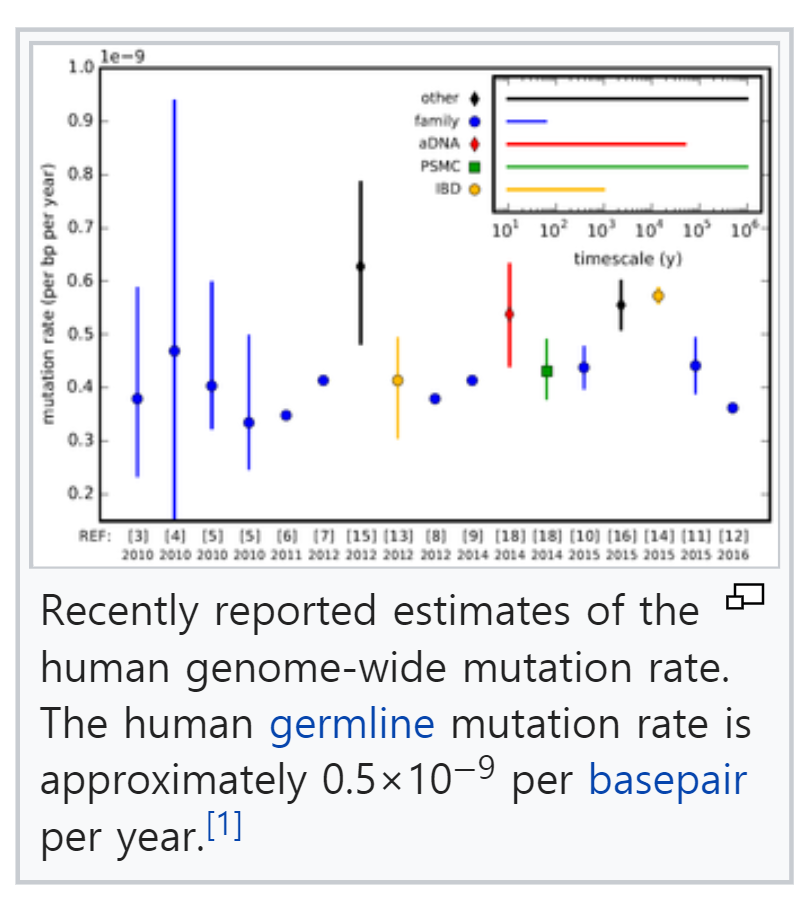 1e−9
mutation rate (per bp per year)
1.0
0.9
0.8
0.7
0.6
0.5
0.4
0.3
0.2
other
family
aDNA
PSMC
IBD
10¹ 10² 10³ 10⁴ 10⁵ 10⁶
timescale (y)
REF: [3] [4] [5] [5] [6] [7] [15] [13] [8] [9] [18] [18] [10] [16] [14] [11] [12]
2010 2010 2010 2010 2011 2012 2012 2012 2012 2014 2014 2014 2015 2015 2015 2015 2016
Recently reported estimates of the
human genome-wide mutation rate.
The human germline mutation rate is
approximately 0.5×10⁻⁹ per basepair
per year.[1]